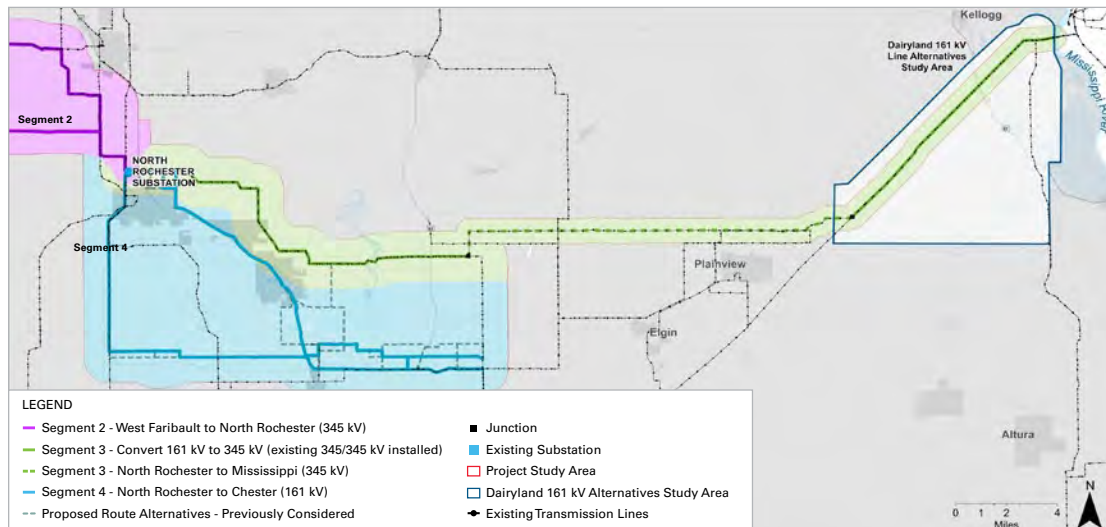 Kellogg
Dairyland 161 kV
Line Alternatives
Study Area
Mississippi River
Segment 2
NORTH
ROCHESTER
SUBSTATION
Segment 4
Plainview
Elgin
Altura
LEGEND
Segment 2 - West Faribault to North Rochester (345 kV)
Segment 3 - Convert 161 kV to 345 kV (existing 345/345 kV installed)
Segment 3 - North Rochester to Mississippi (345 kV)
Segment 4 - North Rochester to Chester (161 kV)
Proposed Route Alternatives - Previously Considered
Junction
Existing Substation
Project Study Area
Dairyland 161 kV Alternatives Study Area
Existing Transmission Lines
N
0 1 2 4
Miles